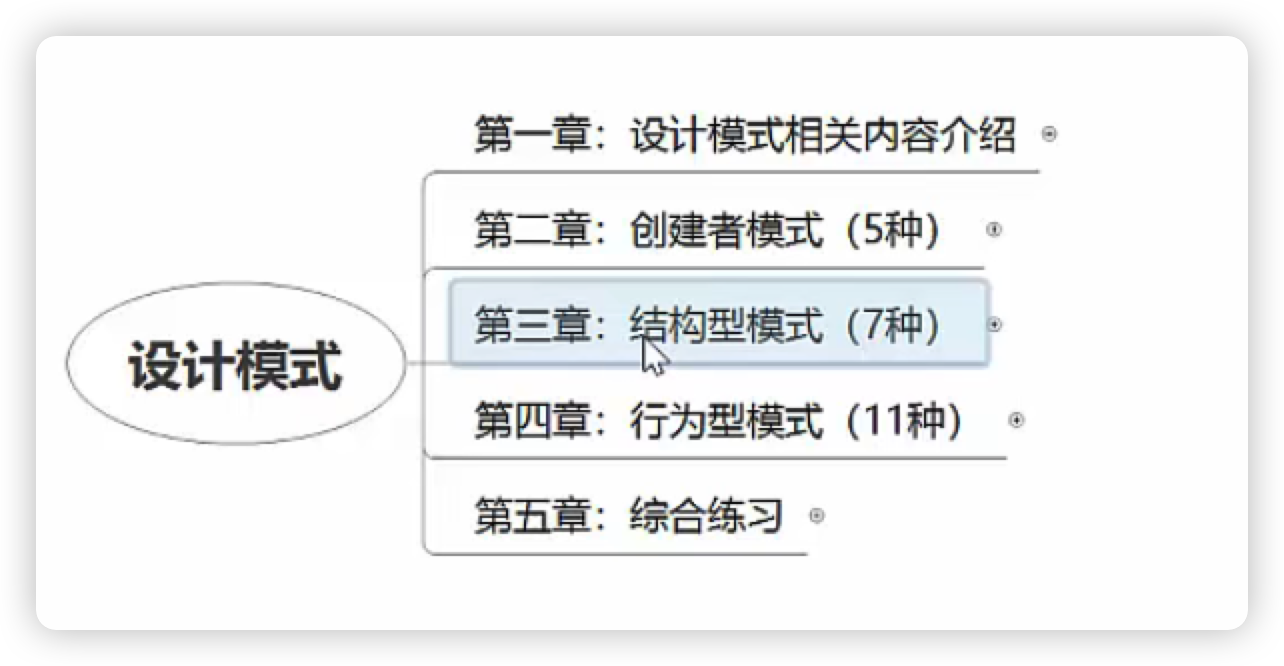 设计模式
第一章：设计模式相关内容介绍
第二章：创建者模式（5种）
第三章：结构型模式（7种）
第四章：行为型模式（11种）
第五章：综合练习